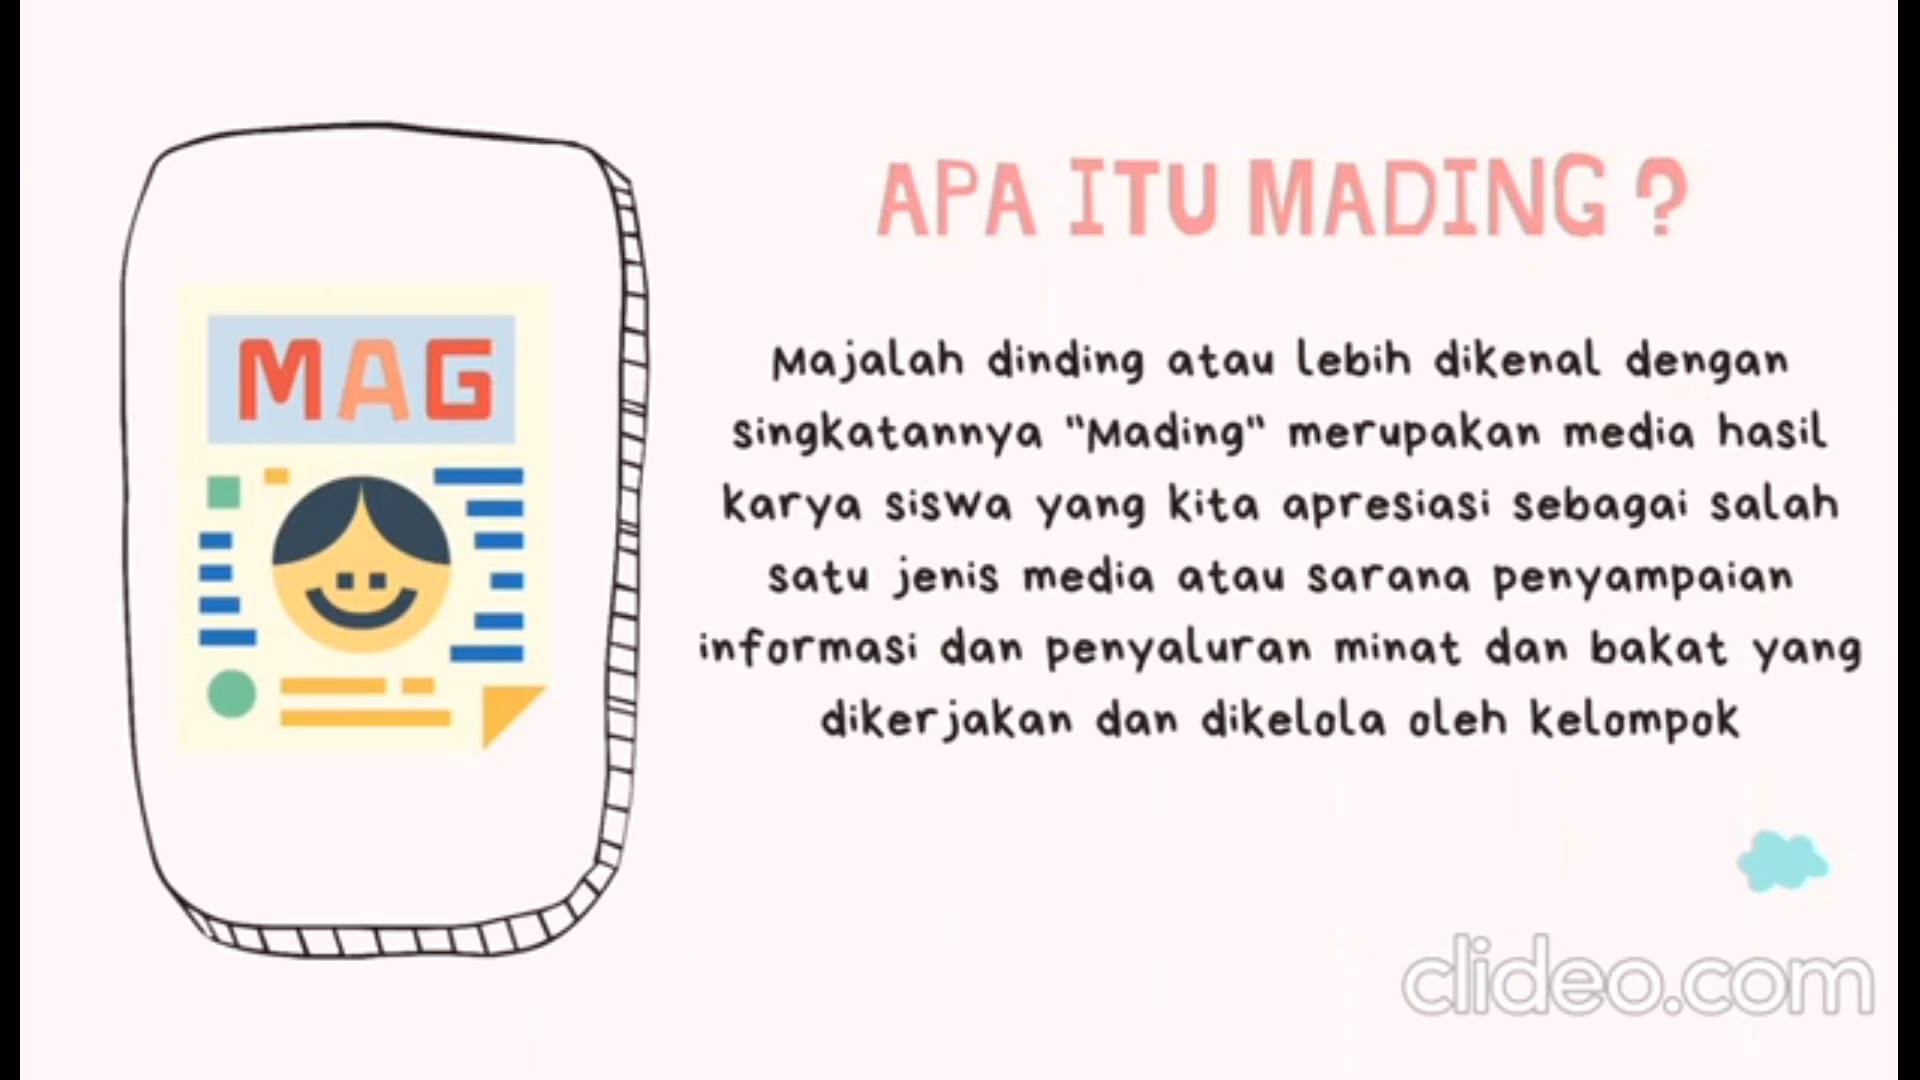 MAG
APA ITU MADING ?
Majalah dinding atau lebih dikenal dengan
singkatannya "Mading" merupakan media hasil
karya siswa yang kita apresiasi sebagai salah
satu jenis media atau sarana penyampaian
informasi dan penyaluran minat dan bakat yang
dikerjakan dan dikelola oleh kelompok
clideo.com